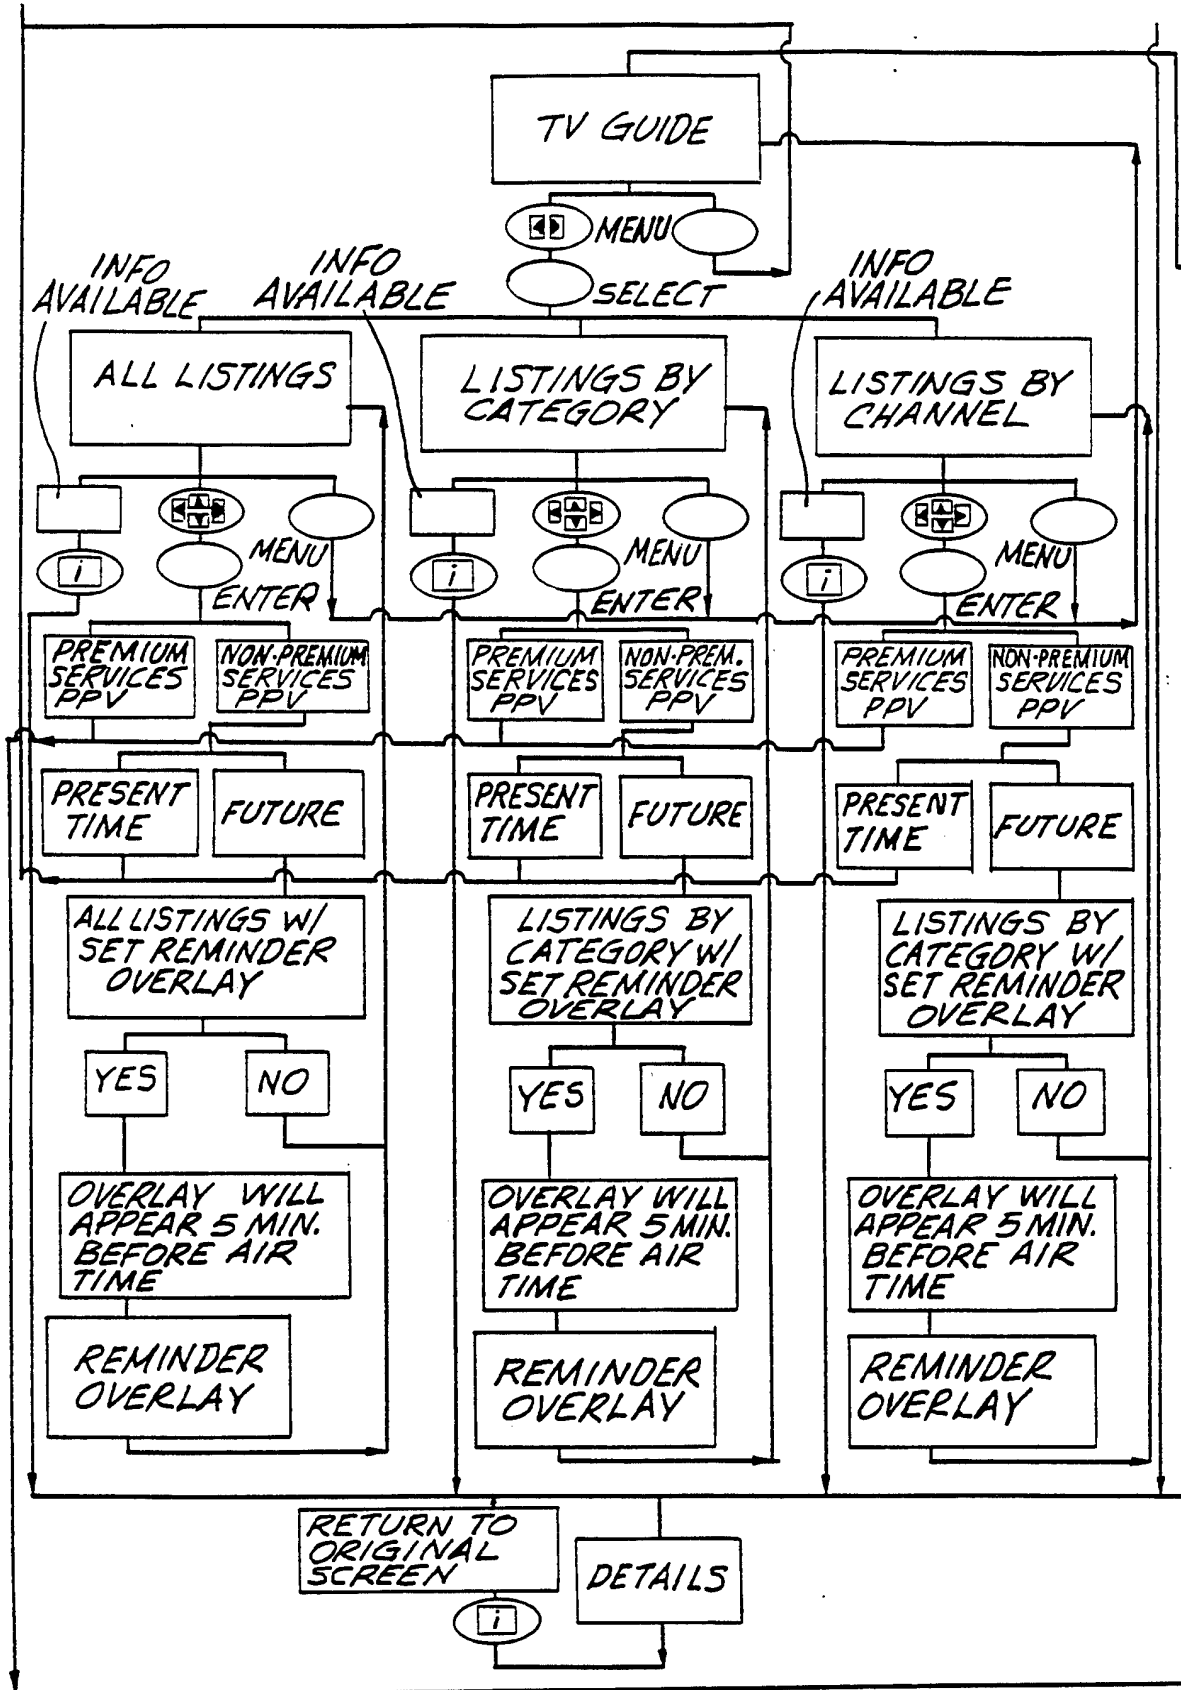 TV GUIDE
MENU
SELECT
INFO
AVAILABLE
INFO
AVAILABLE
INFO
AVAILABLE
ALL LISTINGS
LISTINGS BY
CATEGORY
LISTINGS BY
CHANNEL
i
MENU
ENTER
i
MENU
ENTER
i
MENU
ENTER
PREMIUM
SERVICES
PPV
NON-PREMIUM
SERVICES
PPV
PREMIUM
SERVICES
PPV
NON-PREM.
SERVICES
PPV
PREMIUM
SERVICES
PPV
NON-PREMIUM
SERVICES
PPV
PRESENT
TIME
FUTURE
PRESENT
TIME
FUTURE
PRESENT
TIME
FUTURE
ALL LISTINGS W/
SET REMINDER
OVERLAY
LISTINGS BY
CATEGORY W/
SET REMINDER
OVERLAY
LISTINGS BY
CATEGORY W/
SET REMINDER
OVERLAY
YES
NO
YES
NO
YES
NO
OVERLAY WILL
APPEAR 5 MIN.
BEFORE AIR
TIME
OVERLAY WILL
APPEAR 5 MIN.
BEFORE AIR
TIME
OVERLAY WILL
APPEAR 5 MIN.
BEFORE AIR
TIME
REMINDER
OVERLAY
REMINDER
OVERLAY
REMINDER
OVERLAY
RETURN TO
ORIGINAL
SCREEN
DETAILS
i